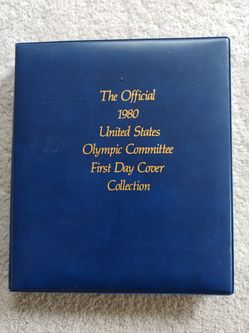 The Official
1980
United States
Olympic Committee
First Day Cover
Collection